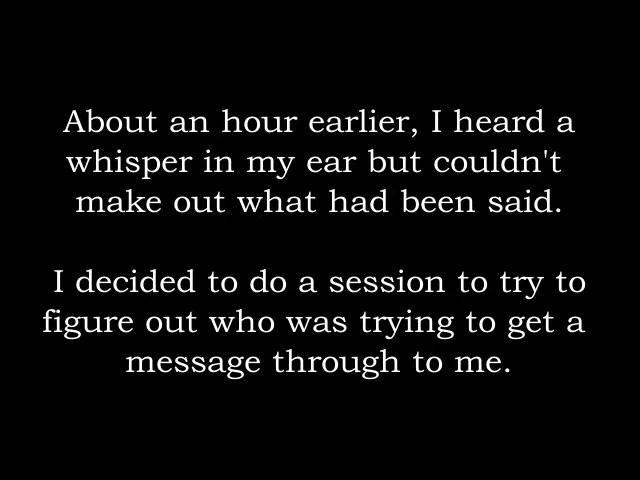 About an hour earlier, I heard a
whisper in my ear but couldn't
make out what had been said.
I decided to do a session to try to
figure out who was trying to get a
message through to me.